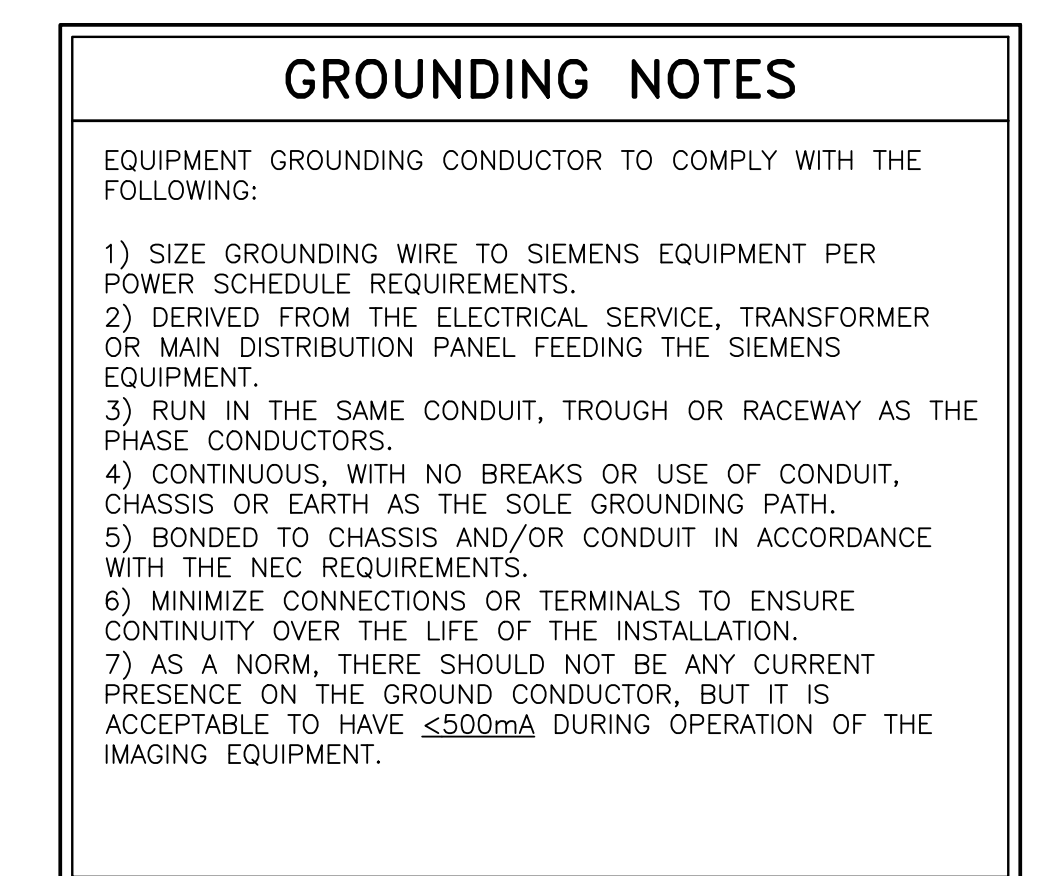 GROUNDING NOTES
EQUIPMENT GROUNDING CONDUCTOR TO COMPLY WITH THE
FOLLOWING:
1) SIZE GROUNDING WIRE TO SIEMENS EQUIPMENT PER
POWER SCHEDULE REQUIREMENTS.
2) DERIVED FROM THE ELECTRICAL SERVICE, TRANSFORMER
OR MAIN DISTRIBUTION PANEL FEEDING THE SIEMENS
EQUIPMENT.
3) RUN IN THE SAME CONDUIT, TROUGH OR RACEWAY AS THE
PHASE CONDUCTORS.
4) CONTINUOUS, WITH NO BREAKS OR USE OF CONDUIT,
CHASSIS OR EARTH AS THE SOLE GROUNDING PATH.
5) BONDED TO CHASSIS AND/OR CONDUIT IN ACCORDANCE
WITH THE NEC REQUIREMENTS.
6) MINIMIZE CONNECTIONS OR TERMINALS TO ENSURE
CONTINUITY OVER THE LIFE OF THE INSTALLATION.
7) AS A NORM, THERE SHOULD NOT BE ANY CURRENT
PRESENCE ON THE GROUND CONDUCTOR, BUT IT IS
ACCEPTABLE TO HAVE <500mA DURING OPERATION OF THE
IMAGING EQUIPMENT.